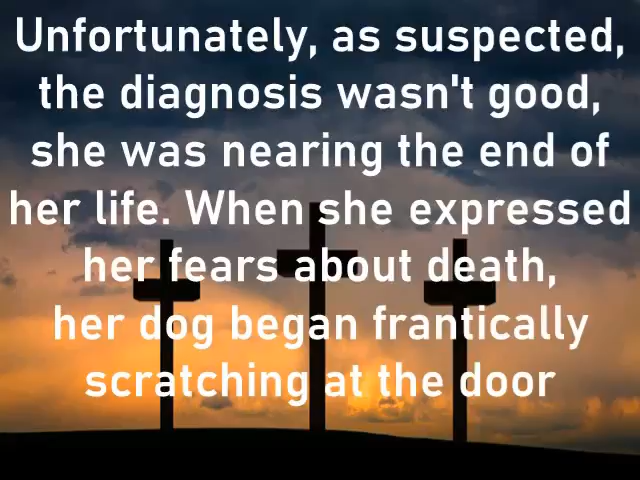 Unfortunately, as suspected,
the diagnosis wasn't good,
she was nearing the end of
her life. When she expressed
her fears about death,
her dog began frantically
scratching at the door